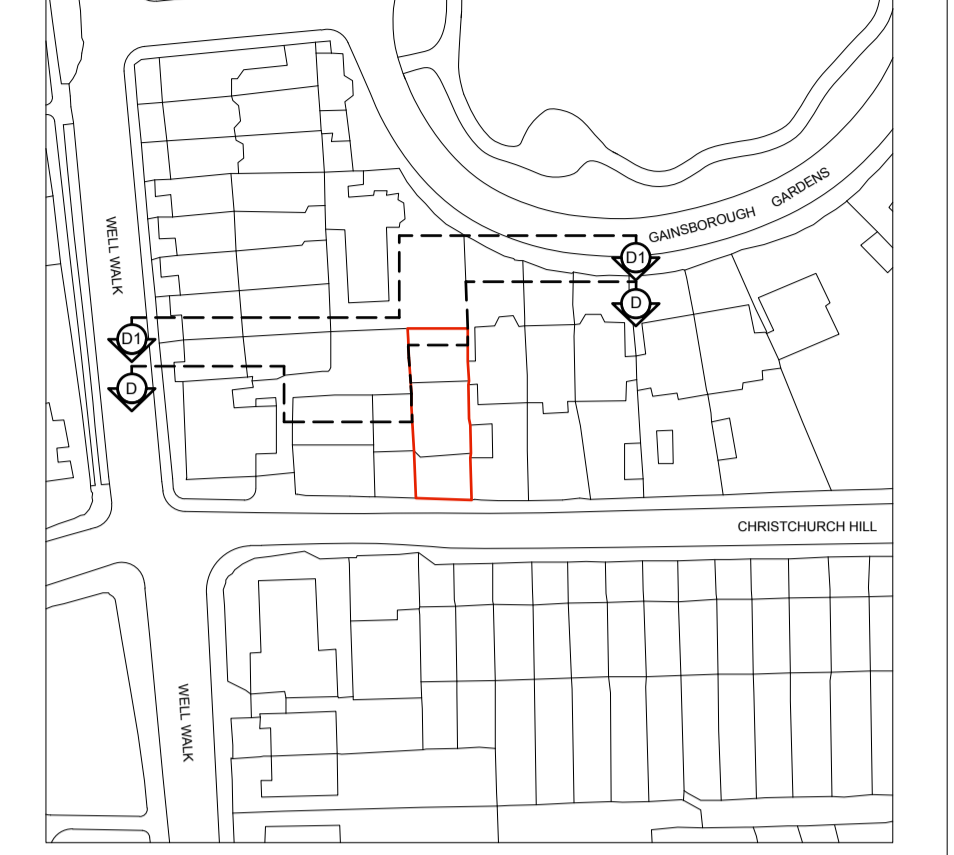 WELL WALK
GAINSBOROUGH GARDENS
D1
D
D1
D
CHRISTCHURCH HILL
WELL WALK